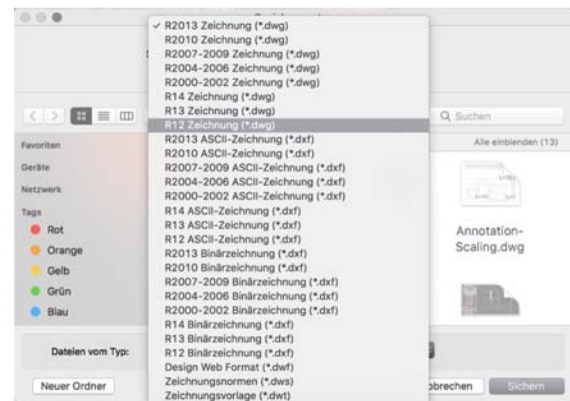 ✓ R2013 Zeichnung (*.dwg)
R2010 Zeichnung (*.dwg)
R2007-2009 Zeichnung (*.dwg)
R2004-2006 Zeichnung (*.dwg)
R2000-2002 Zeichnung (*.dwg)
R14 Zeichnung (*.dwg)
R13 Zeichnung (*.dwg)
R12 Zeichnung (*.dwg)
R2013 ASCII-Zeichnung (*.dxf)
R2010 ASCII-Zeichnung (*.dxf)
R2007-2009 ASCII-Zeichnung (*.dxf)
R2004-2006 ASCII-Zeichnung (*.dxf)
R2000-2002 ASCII-Zeichnung (*.dxf)
R14 ASCII-Zeichnung (*.dxf)
R13 ASCII-Zeichnung (*.dxf)
R12 ASCII-Zeichnung (*.dxf)
R2013 Binärzeichnung (*.dxf)
R2010 Binärzeichnung (*.dxf)
R2007-2009 Binärzeichnung (*.dxf)
R2004-2006 Binärzeichnung (*.dxf)
R2000-2002 Binärzeichnung (*.dxf)
R14 Binärzeichnung (*.dxf)
R13 Binärzeichnung (*.dxf)
R12 Binärzeichnung (*.dxf)
Design Web Format (*.dwf)
Zeichnungsnormen (*.dws)
Zeichnungsvorlage (*.dwt)
Suchen
Favoriten
Geräte
Netzwerk
Tags
Rot
Orange
Gelb
Grün
Blau
Alle einblenden (13)
Annotation-
Scaling.dwg
Dateien vom Typ:
Neuer Ordner
bbrechen
Sichern